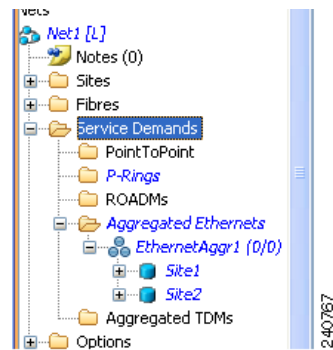 Nets
Net1 [L]
Notes (0)
Sites
Fibres
Service Demands
PointToPoint
P-Rings
ROADMs
Aggregated Ethernets
EthernetAggr1 (0/0)
Site1
Site2
Aggregated TDMs
Options
240767